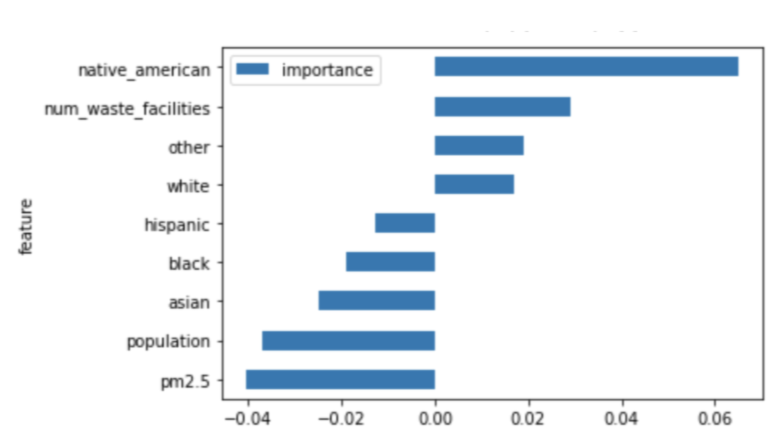 importance
native_american
num_waste_facilities
other
white
hispanic
black
asian
population
pm2.5
feature
−0.04 −0.02 0.00 0.02 0.04 0.06